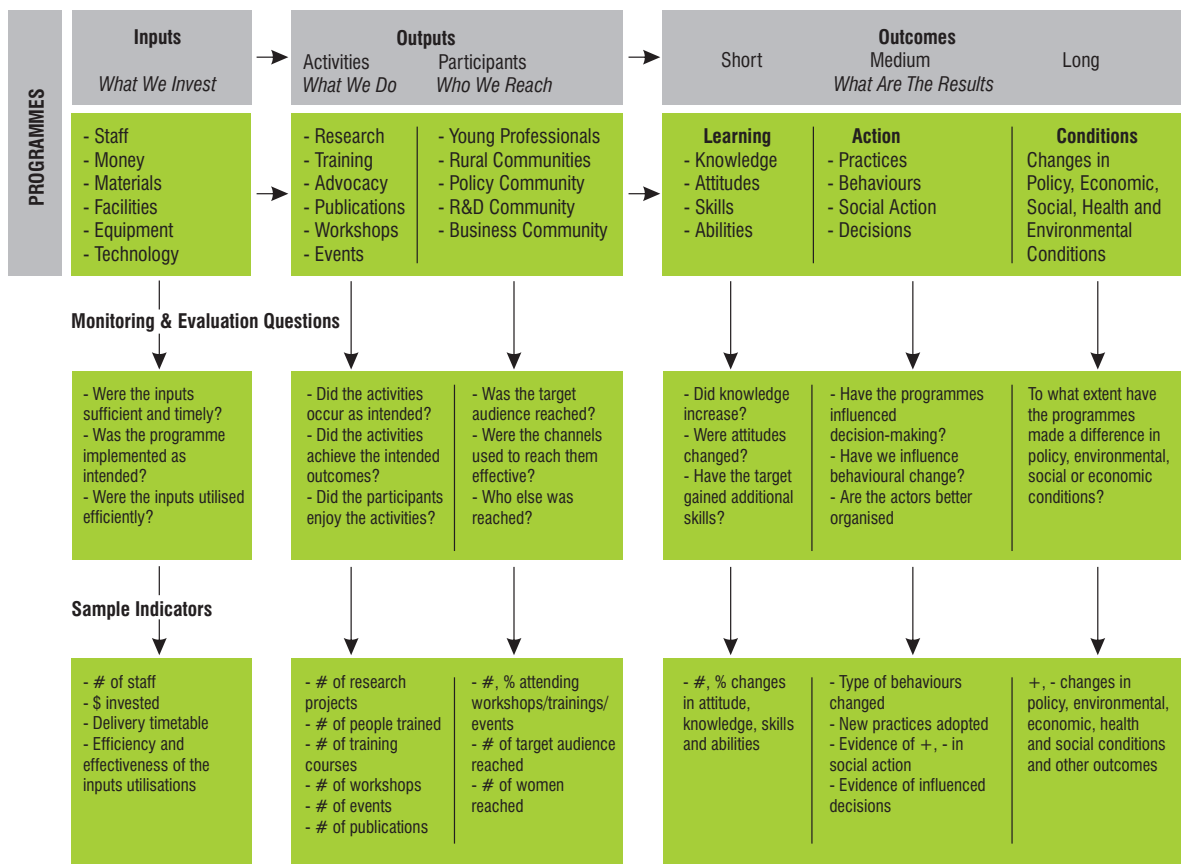 PROGRAMMES
Inputs
What We Invest
Outputs
Activities
What We Do
Participants
Who We Reach
Outcomes
Short
Medium
Long
What Are The Results
- Staff
- Money
- Materials
- Facilities
- Equipment
- Technology
- Research
- Training
- Advocacy
- Publications
- Workshops
- Events
- Young Professionals
- Rural Communities
- Policy Community
- R&D Community
- Business Community
Learning
- Knowledge
- Attitudes
- Skills
- Abilities
Action
- Practices
- Behaviours
- Social Action
- Decisions
Conditions
Changes in
Policy, Economic,
Social, Health and
Environmental
Conditions
Monitoring & Evaluation Questions
- Were the inputs
sufficient and timely?
- Was the programme
implemented as
intended?
- Were the inputs utilised
efficiently?
- Did the activities
occur as intended?
- Did the activities
achieve the intended
outcomes?
- Did the participants
enjoy the activities?
- Was the target
audience reached?
- Were the channels
used to reach them
effective?
- Who else was
reached?
- Did knowledge
increase?
- Were attitudes
changed?
- Have the target
gained additional
skills?
- Have the programmes
influenced
decision-making?
- Have we influence
behavioural change?
- Are the actors better
organised
To what extent have
the programmes
made a difference in
policy, environmental,
social or economic
conditions?
Sample Indicators
- # of staff
- $ invested
- Delivery timetable
- Efficiency and
effectiveness of the
inputs utilisations
- # of research
projects
- # of people trained
- # of training
courses
- # of workshops
- # of events
- # of publications
- #, % attending
workshops/trainings/
events
- # of target audience
reached
- # of women
reached
- #, % changes
in attitude,
knowledge, skills
and abilities
- Type of behaviours
changed
- New practices adopted
- Evidence of +, - in
social action
- Evidence of influenced
decisions
+, - changes in
policy, environmental,
economic, health
and social conditions
and other outcomes